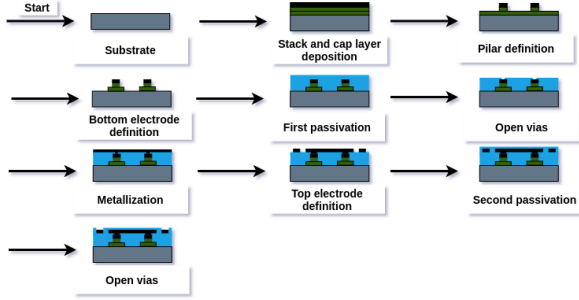 Start
Substrate
Stack and cap layer
deposition
Pilar definition
Bottom electrode
definition
First passivation
Open vias
Metallization
Top electrode
definition
Second passivation
Open vias